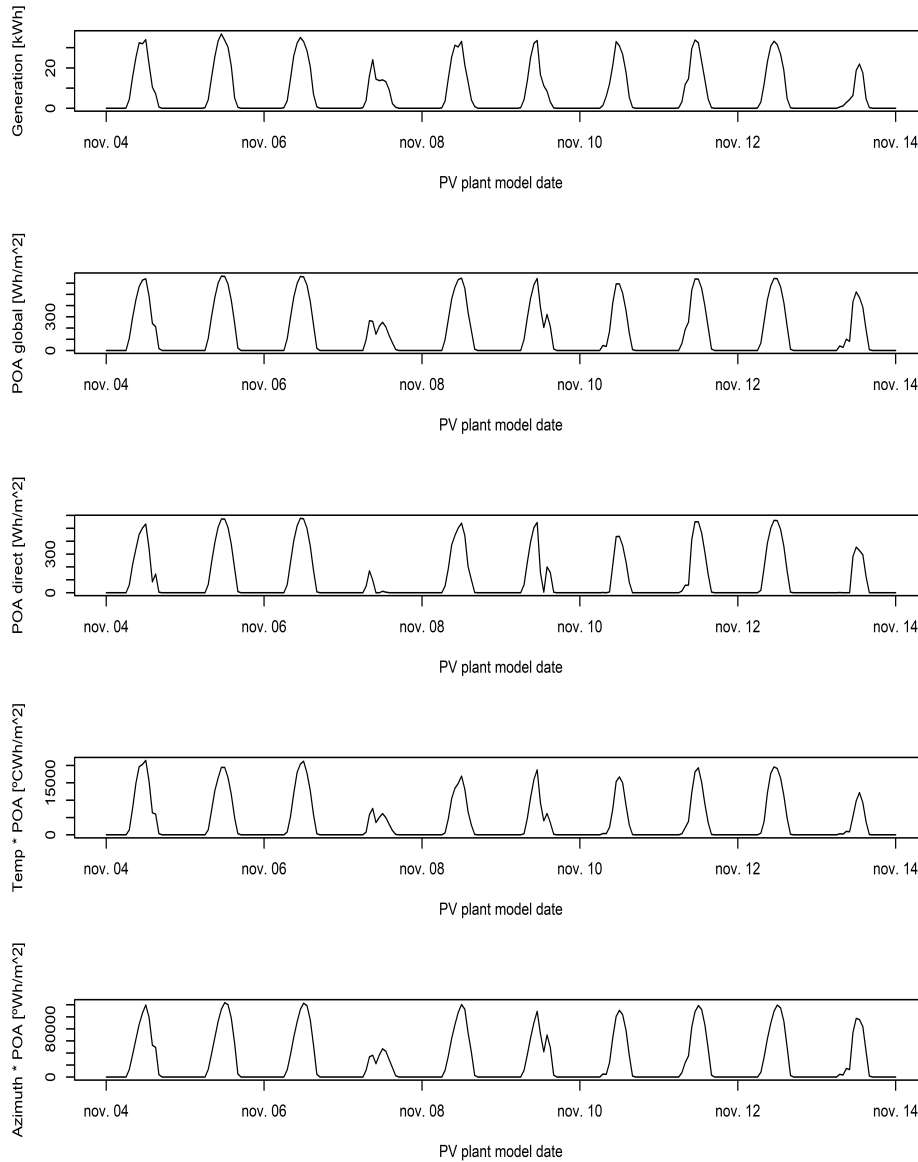 Generation [kWh]
20
0
nov. 04 nov. 06 nov. 08 nov. 10 nov. 12 nov. 14
PV plant model date
POA global [Wh/m^2]
300
0
nov. 04 nov. 06 nov. 08 nov. 10 nov. 12 nov. 14
PV plant model date
POA direct [Wh/m^2]
300
0
nov. 04 nov. 06 nov. 08 nov. 10 nov. 12 nov. 14
PV plant model date
Temp * POA [ºCWh/m^2]
15000
0
nov. 04 nov. 06 nov. 08 nov. 10 nov. 12 nov. 14
PV plant model date
Azimuth * POA [ºWh/m^2]
80000
0
nov. 04 nov. 06 nov. 08 nov. 10 nov. 12 nov. 14
PV plant model date